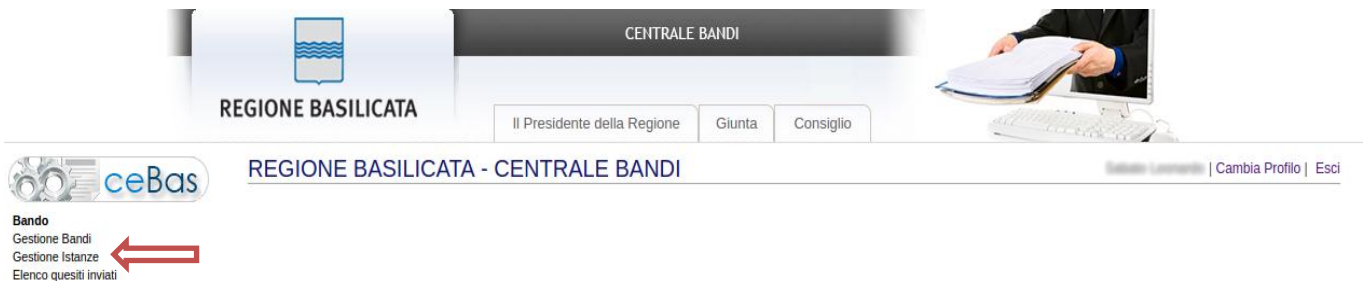 CENTRALE BANDI
REGIONE BASILICATA
Il Presidente della Regione
Giunta
Consiglio
ceBas
REGIONE BASILICATA - CENTRALE BANDI
| Cambia Profilo | Esci
Bando
Gestione Bandi
Gestione Istanze
Elenco quesiti inviati